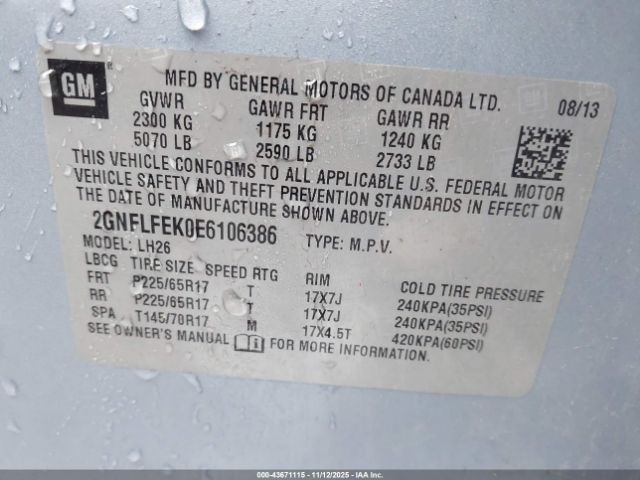 GM
MFD BY GENERAL MOTORS OF CANADA LTD. 08/13
GVWR GAWR FRT GAWR RR
2300 KG 1175 KG 1240 KG
5070 LB 2590 LB 2733 LB
THIS VEHICLE CONFORMS TO ALL APPLICABLE U.S. FEDERAL MOTOR
VEHICLE SAFETY AND THEFT PREVENTION STANDARDS IN EFFECT ON
THE DATE OF MANUFACTURE SHOWN ABOVE.
2GNFLFEK0E6106386 TYPE: M.P.V.
MODEL: LH26
LBCG TIRE SIZE SPEED RTG RIM COLD TIRE PRESSURE
FRT P225/65R17 T 17X7J 240KPA(35PSI)
RR P225/65R17 T 17X7J 240KPA(35PSI)
SPA T145/70R17 M 17X4.5T 420KPA(60PSI)
SEE OWNER'S MANUAL FOR MORE INFORMATION.
000-43671115 - 11/12/2025 - IAAI.com